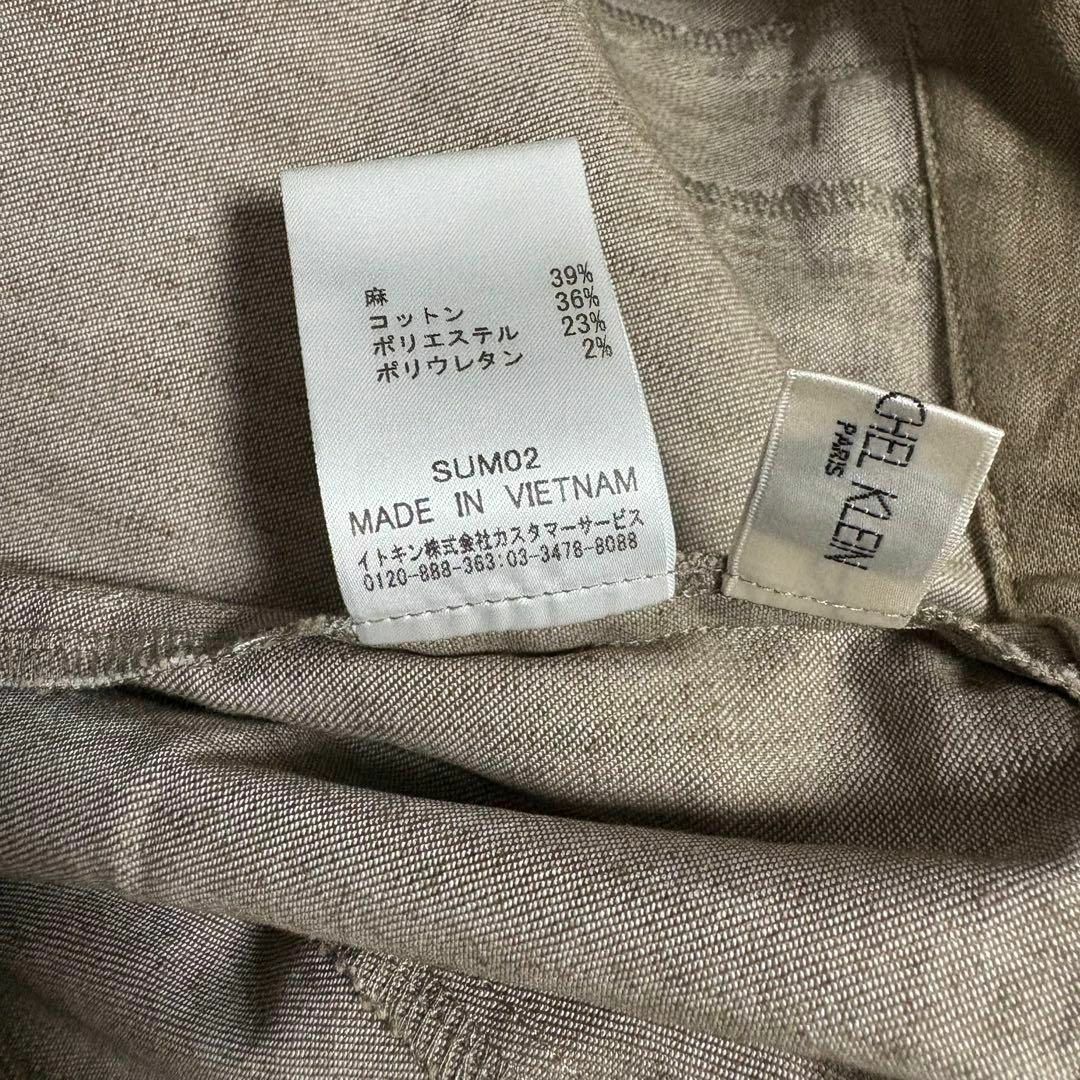 麻 39%
コットン 36%
ポリエステル 23%
ポリウレタン 2%
SUM02
MADE IN VIETNAM
イトキン株式会社カスタマーサービス
0120-888-363:03-3478-8088
CHEL KLEIN
PARIS